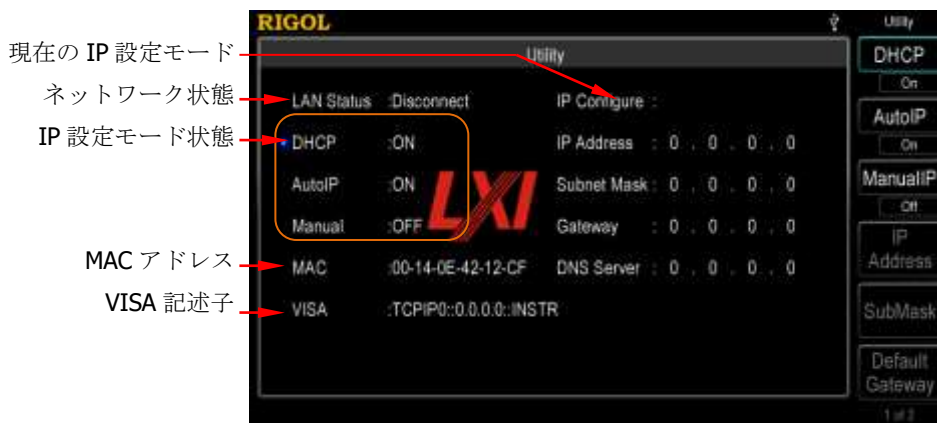 RIGOL
Utility
Utility
現在の IP 設定モード
ネットワーク状態
IP 設定モード状態
MAC アドレス
VISA 記述子
LAN Status :Disconnect
IP Configure :
DHCP :ON
IP Address : 0 . 0 . 0 . 0
AutoIP :ON
Subnet Mask : 0 . 0 . 0 . 0
Manual :OFF
Gateway : 0 . 0 . 0 . 0
MAC :00-14-0E-42-12-CF
DNS Server : 0 . 0 . 0 . 0
VISA :TCPIP0::0.0.0.0::INSTR
LXI
DHCP
On
AutoIP
On
ManualIP
Off
IP
Address
SubMask
Default
Gateway
1 of 2